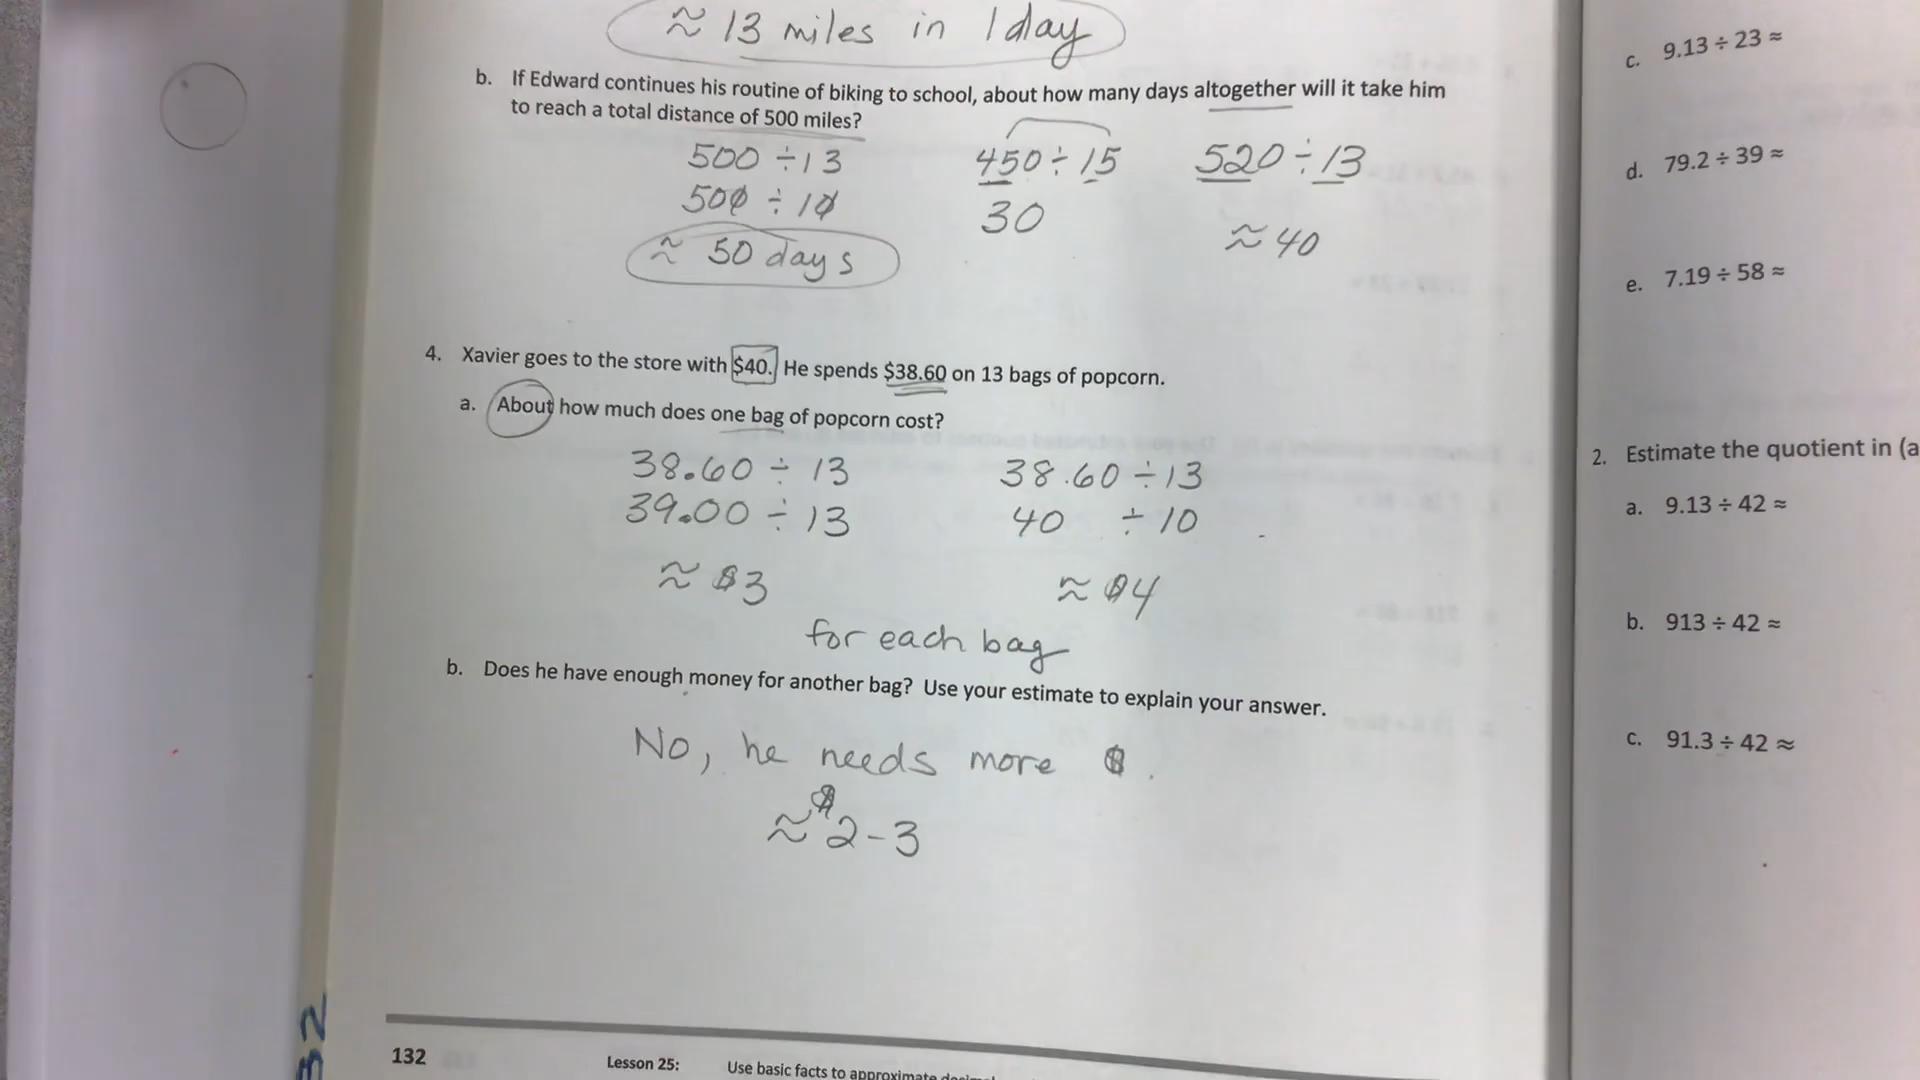 ≈ 13 miles in 1 day
b. If Edward continues his routine of biking to school, about how many days altogether will it take him
to reach a total distance of 500 miles?
500 ÷ 13
450 ÷ 15
520 ÷ 13
500 ÷ 10
30
≈ 40
≈ 50 days
4. Xavier goes to the store with $40. He spends $38.60 on 13 bags of popcorn.
a. About how much does one bag of popcorn cost?
38.60 ÷ 13
38.60 ÷ 13
39.00 ÷ 13
40 ÷ 10
≈ $3
≈ $4
for each bag
b. Does he have enough money for another bag? Use your estimate to explain your answer.
No, he needs more $.
≈ $2-3
132 Lesson 25: Use basic facts to approximate
32
c. 9.13 ÷ 23 ≈
d. 79.2 ÷ 39 ≈
e. 7.19 ÷ 58 ≈
2. Estimate the quotient in (a
a. 9.13 ÷ 42 ≈
b. 913 ÷ 42 ≈
c. 91.3 ÷ 42 ≈